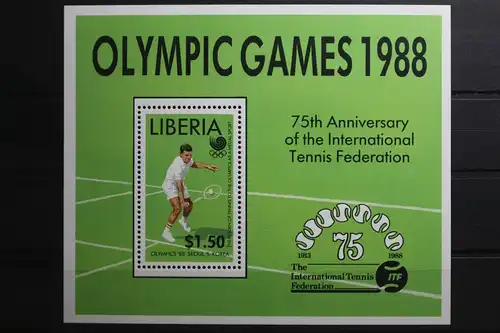 OLYMPIC GAMES 1988
75th Anniversary
of the International
Tennis Federation
LIBERIA
$1.50
OLYMPICS '88 SEOUL S. KOREA
75
1913
1988
The
International Tennis
Federation
ITF